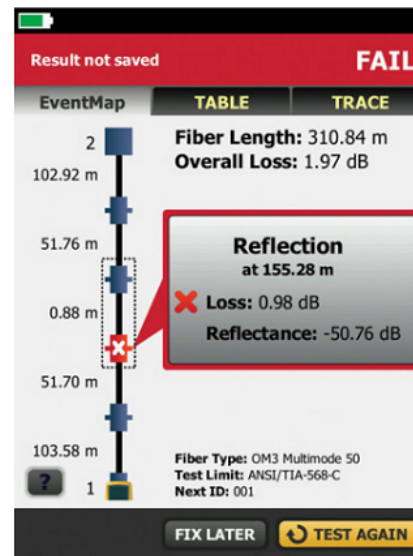 Result not saved
FAIL
EventMap
TABLE
TRACE
2
102.92 m
51.76 m
0.88 m
51.70 m
103.58 m
?
1
Fiber Length: 310.84 m
Overall Loss: 1.97 dB
Reflection
at 155.28 m
Loss: 0.98 dB
Reflectance: -50.76 dB
Fiber Type: OM3 Multimode 50
Test Limit: ANSI/TIA-568-C
Next ID: 001
FIX LATER
TEST AGAIN